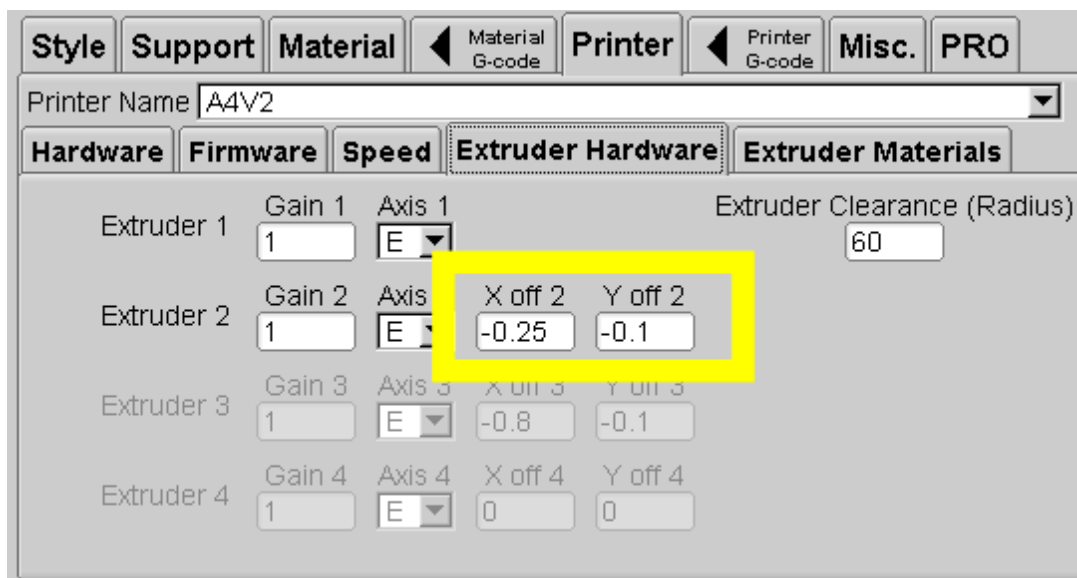 Style Support Material Material G-code Printer Printer G-code Misc. PRO
Printer Name A4V2
Hardware Firmware Speed Extruder Hardware Extruder Materials
Gain 1 Axis 1 Extruder Clearance (Radius)
Extruder 1 1 E 60
Gain 2 Axis X off 2 Y off 2
Extruder 2 1 E -0.25 -0.1
Gain 3 Axis 3 X off 3 Y off 3
Extruder 3 1 E -0.8 -0.1
Gain 4 Axis 4 X off 4 Y off 4
Extruder 4 1 E 0 0